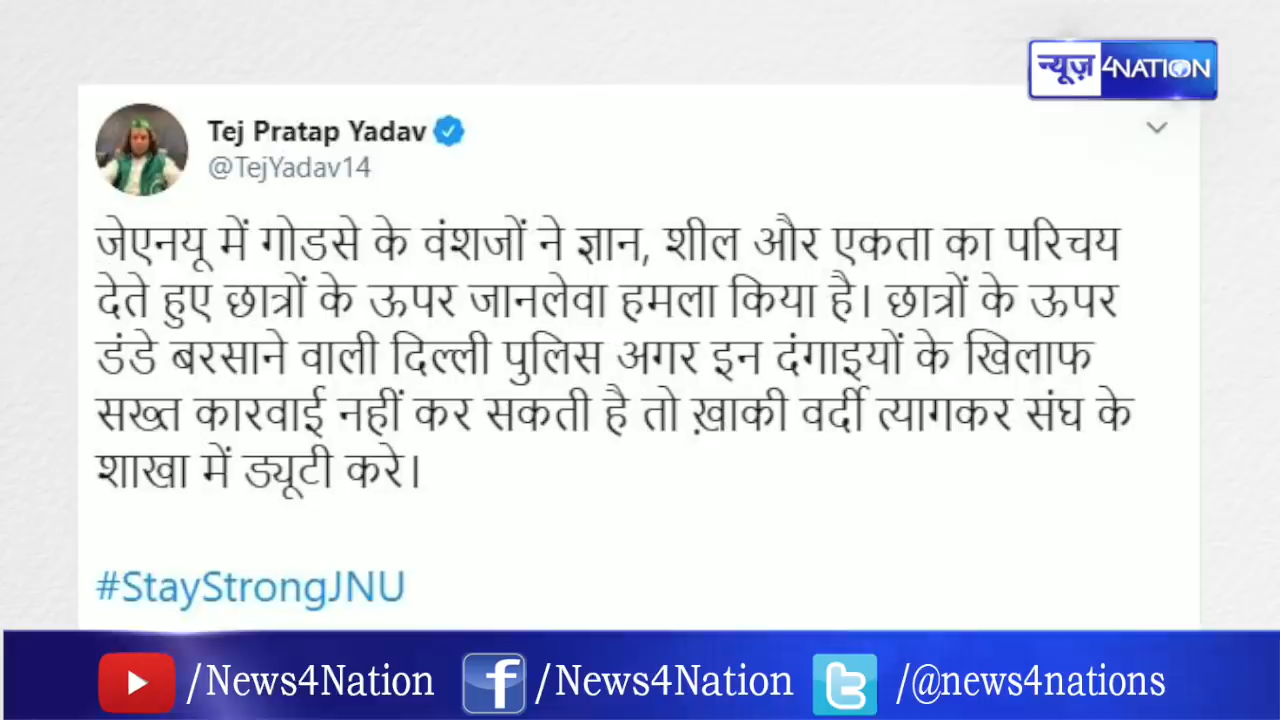 न्यूज़ 4NATION
Tej Pratap Yadav
@TejYadav14
जेएनयू में गोडसे के वंशजों ने ज्ञान, शील और एकता का परिचय
देते हुए छात्रों के ऊपर जानलेवा हमला किया है। छात्रों के ऊपर
डंडे बरसाने वाली दिल्ली पुलिस अगर इन दंगाइयों के खिलाफ
सख्त कारवाई नहीं कर सकती है तो ख़ाकी वर्दी त्यागकर संघ के
शाखा में ड्यूटी करे।
#StayStrongJNU
/News4Nation /News4Nation /@news4nations